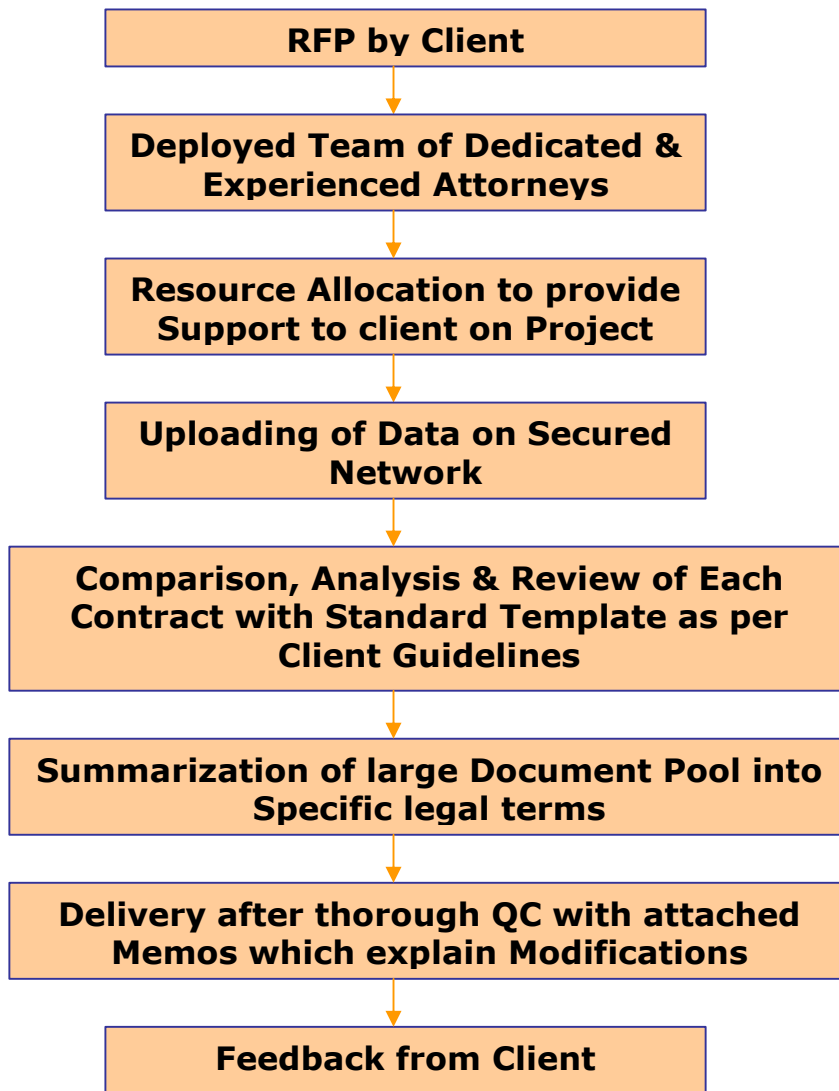 RFP by Client
Deployed Team of Dedicated &
Experienced Attorneys
Resource Allocation to provide
Support to client on Project
Uploading of Data on Secured
Network
Comparison, Analysis & Review of Each
Contract with Standard Template as per
Client Guidelines
Summarization of large Document Pool into
Specific legal terms
Delivery after thorough QC with attached
Memos which explain Modifications
Feedback from Client